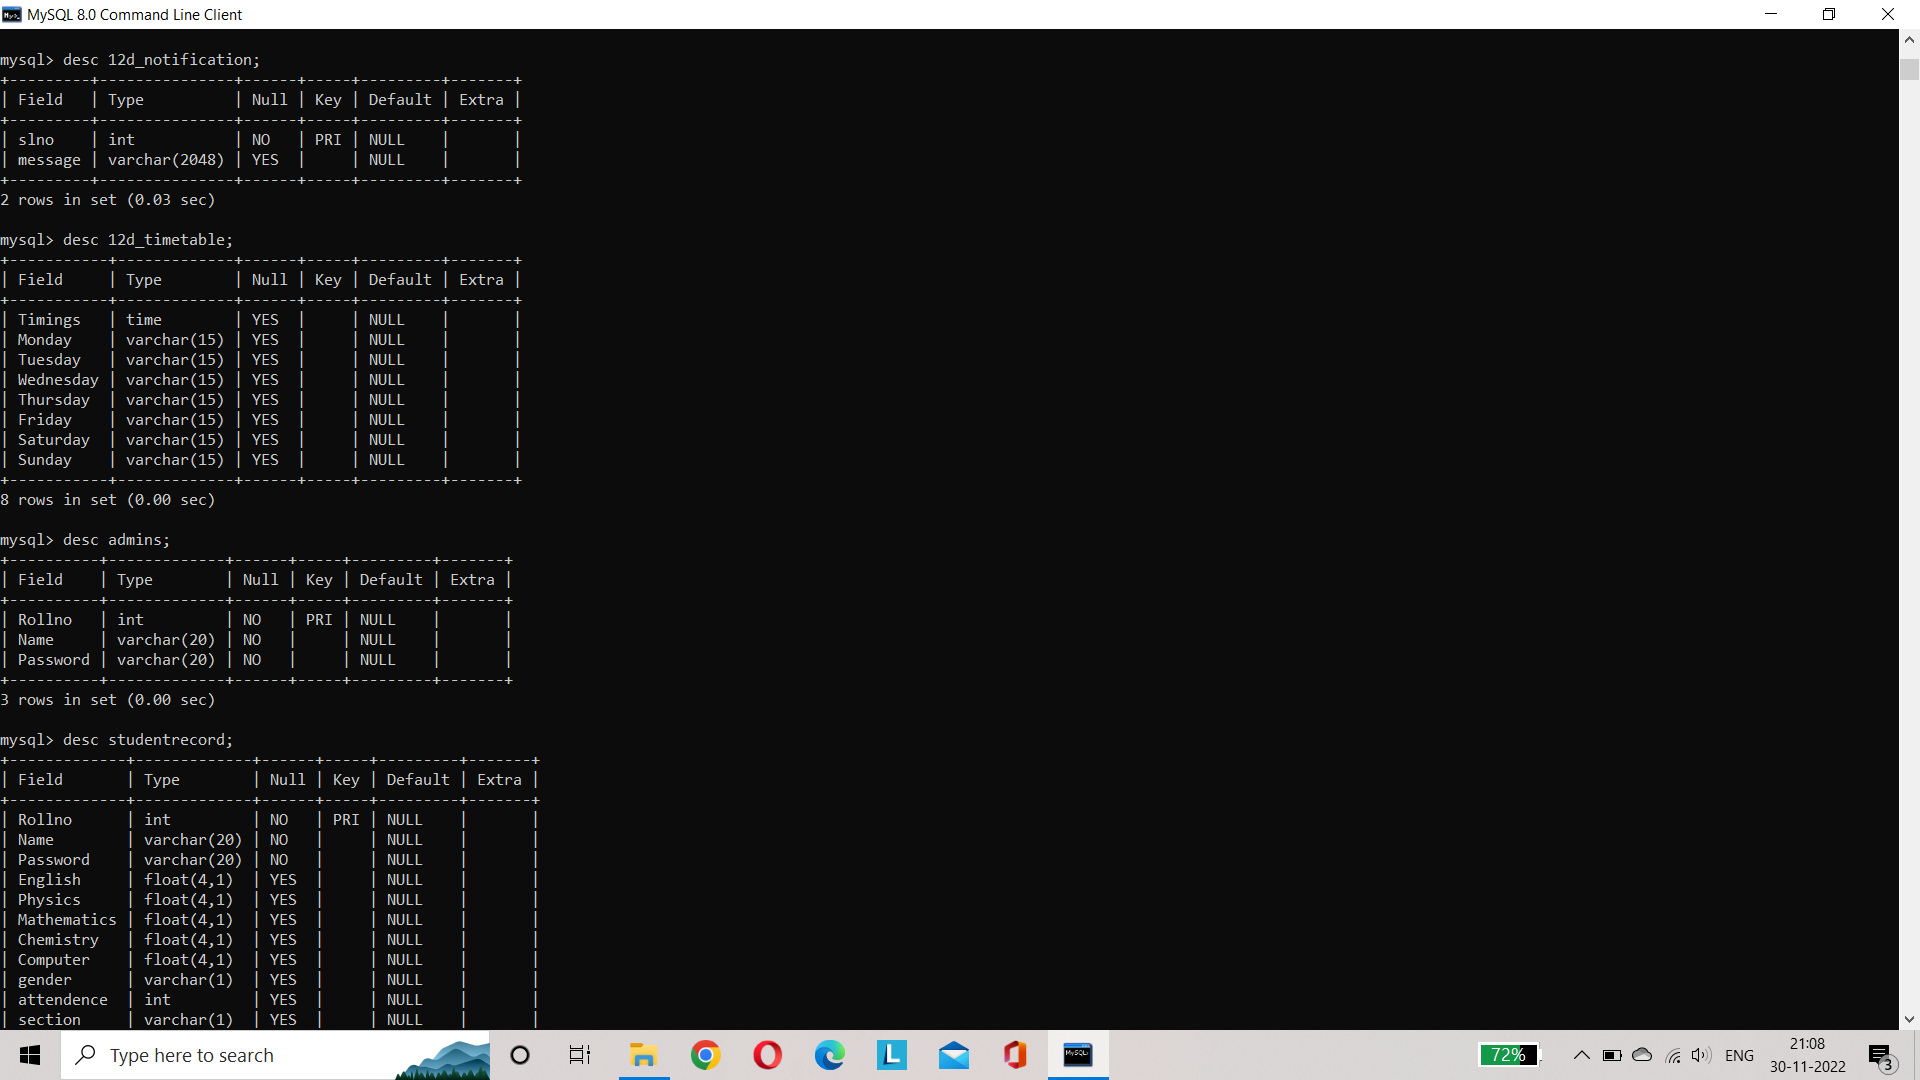 MySQL 8.0 Command Line Client
mysql> desc 12d_notification;
+---------+---------------+------+-----+---------+-------+
| Field   | Type          | Null | Key | Default | Extra |
+---------+---------------+------+-----+---------+-------+
| slno    | int           | NO   | PRI | NULL    |       |
| message | varchar(2048) | YES  |     | NULL    |       |
+---------+---------------+------+-----+---------+-------+
2 rows in set (0.03 sec)
mysql> desc 12d_timetable;
+-----------+-------------+------+-----+---------+-------+
| Field     | Type        | Null | Key | Default | Extra |
+-----------+-------------+------+-----+---------+-------+
| Timings   | time        | YES  |     | NULL    |       |
| Monday    | varchar(15) | YES  |     | NULL    |       |
| Tuesday   | varchar(15) | YES  |     | NULL    |       |
| Wednesday | varchar(15) | YES  |     | NULL    |       |
| Thursday  | varchar(15) | YES  |     | NULL    |       |
| Friday    | varchar(15) | YES  |     | NULL    |       |
| Saturday  | varchar(15) | YES  |     | NULL    |       |
| Sunday    | varchar(15) | YES  |     | NULL    |       |
+-----------+-------------+------+-----+---------+-------+
8 rows in set (0.00 sec)
mysql> desc admins;
+----------+-------------+------+-----+---------+-------+
| Field    | Type        | Null | Key | Default | Extra |
+----------+-------------+------+-----+---------+-------+
| Rollno   | int         | NO   | PRI | NULL    |       |
| Name     | varchar(20) | NO   |     | NULL    |       |
| Password | varchar(20) | NO   |     | NULL    |       |
+----------+-------------+------+-----+---------+-------+
3 rows in set (0.00 sec)
mysql> desc studentrecord;
+-------------+-------------+------+-----+---------+-------+
| Field       | Type        | Null | Key | Default | Extra |
+-------------+-------------+------+-----+---------+-------+
| Rollno      | int         | NO   | PRI | NULL    |       |
| Name        | varchar(20) | NO   |     | NULL    |       |
| Password    | varchar(20) | NO   |     | NULL    |       |
| English     | float(4,1)  | YES  |     | NULL    |       |
| Physics     | float(4,1)  | YES  |     | NULL    |       |
| Mathematics | float(4,1)  | YES  |     | NULL    |       |
| Chemistry   | float(4,1)  | YES  |     | NULL    |       |
| Computer    | float(4,1)  | YES  |     | NULL    |       |
| gender      | varchar(1)  | YES  |     | NULL    |       |
| attendence  | int         | YES  |     | NULL    |       |
| section     | varchar(1)  | YES  |     | NULL    |       |
Type here to search
L
MySQL
72%
ENG
21:08
30-11-2022
3